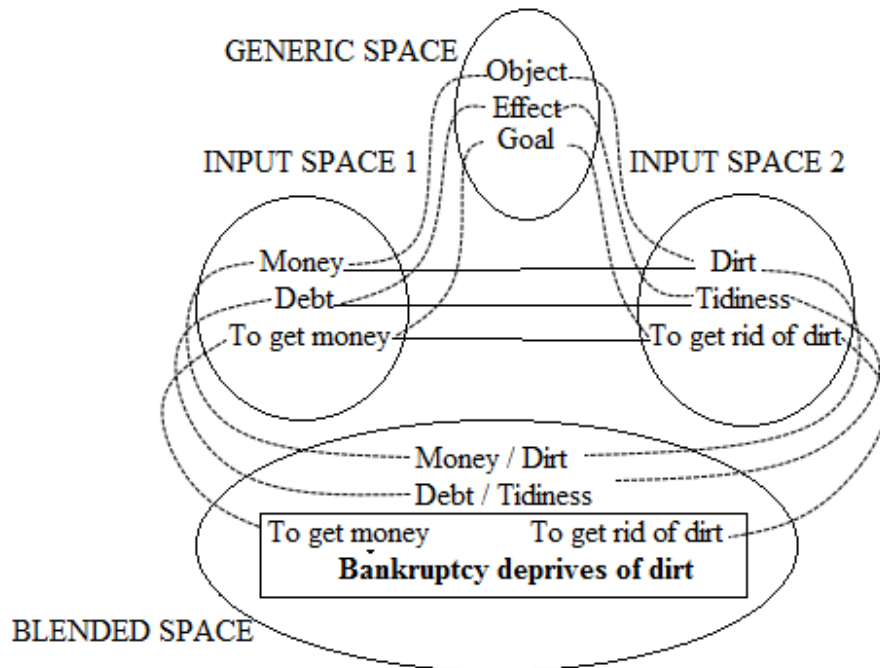 GENERIC SPACE
Object
Effect
Goal
INPUT SPACE 1
INPUT SPACE 2
Money
Debt
To get money
Dirt
Tidiness
To get rid of dirt
Money / Dirt
Debt / Tidiness
To get money To get rid of dirt
Bankruptcy deprives of dirt
BLENDED SPACE